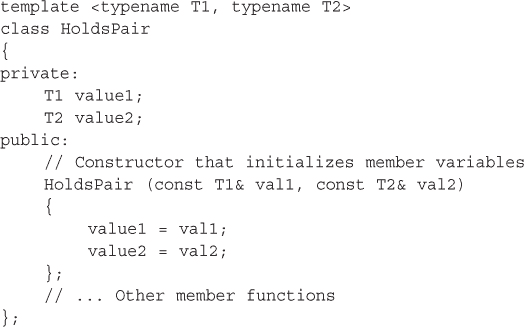 template <typename T1, typename T2>
class HoldsPair
{
private:
    T1 value1;
    T2 value2;
public:
    // Constructor that initializes member variables
    HoldsPair (const T1& val1, const T2& val2)
    {
        value1 = val1;
        value2 = val2;
    };
    // ... Other member functions
};